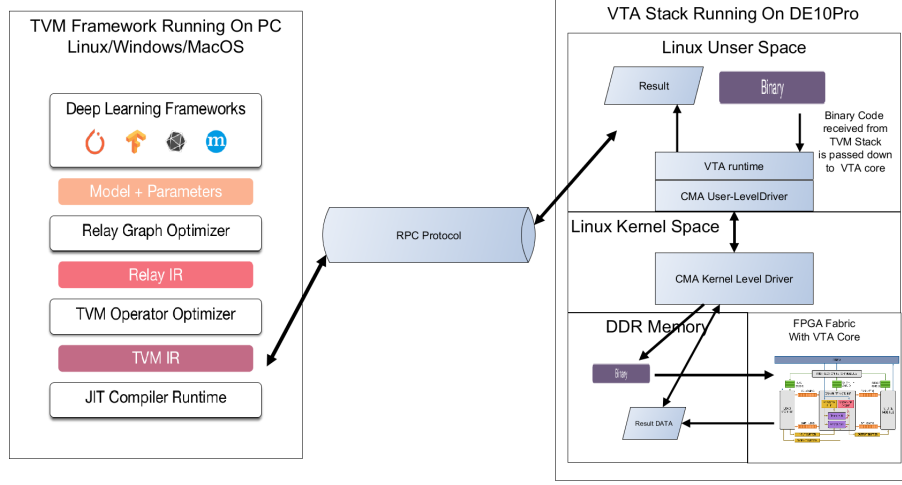 TVM Framework Running On PC
Linux/Windows/MacOS
Deep Learning Frameworks
m
Model + Parameters
Relay Graph Optimizer
Relay IR
TVM Operator Optimizer
TVM IR
JIT Compiler Runtime
RPC Protocol
VTA Stack Running On DE10Pro
Linux Unser Space
Result
Binary
Binary Code
received from
TVM Stack
is passed down
to VTA core
VTA runtime
CMA User-LevelDriver
Linux Kernel Space
CMA Kernel Level Driver
DDR Memory
Binary
Result DATA
FPGA Fabric
With VTA Core